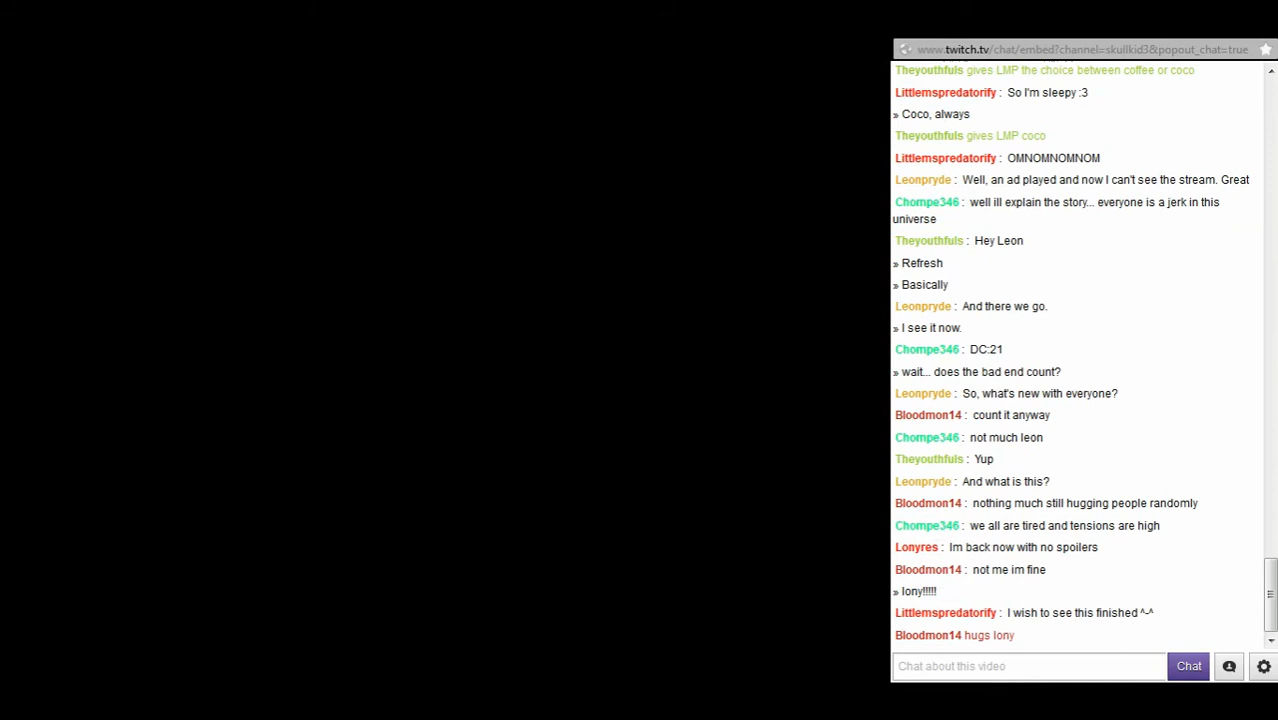 www.twitch.tv/chat/embed?channel=skullkid3&popout_chat=true
Theyouthfuls gives LMP the choice between coffee or coco
Littlemspredatorify : So I'm sleepy :3
» Coco, always
Theyouthfuls gives LMP coco
Littlemspredatorify : OMNOMNOMNOM
Leonpryde : Well, an ad played and now I can't see the stream. Great
Chompe346 : well ill explain the story... everyone is a jerk in this
universe
Theyouthfuls : Hey Leon
» Refresh
» Basically
Leonpryde : And there we go.
» I see it now.
Chompe346 : DC:21
» wait... does the bad end count?
Leonpryde : So, what's new with everyone?
Bloodmon14 : count it anyway
Chompe346 : not much leon
Theyouthfuls : Yup
Leonpryde : And what is this?
Bloodmon14 : nothing much still hugging people randomly
Chompe346 : we all are tired and tensions are high
Lonyres : Im back now with no spoilers
Bloodmon14 : not me im fine
» lony!!!!!
Littlemspredatorify : I wish to see this finished ^-^
Bloodmon14 hugs lony
Chat about this video
Chat